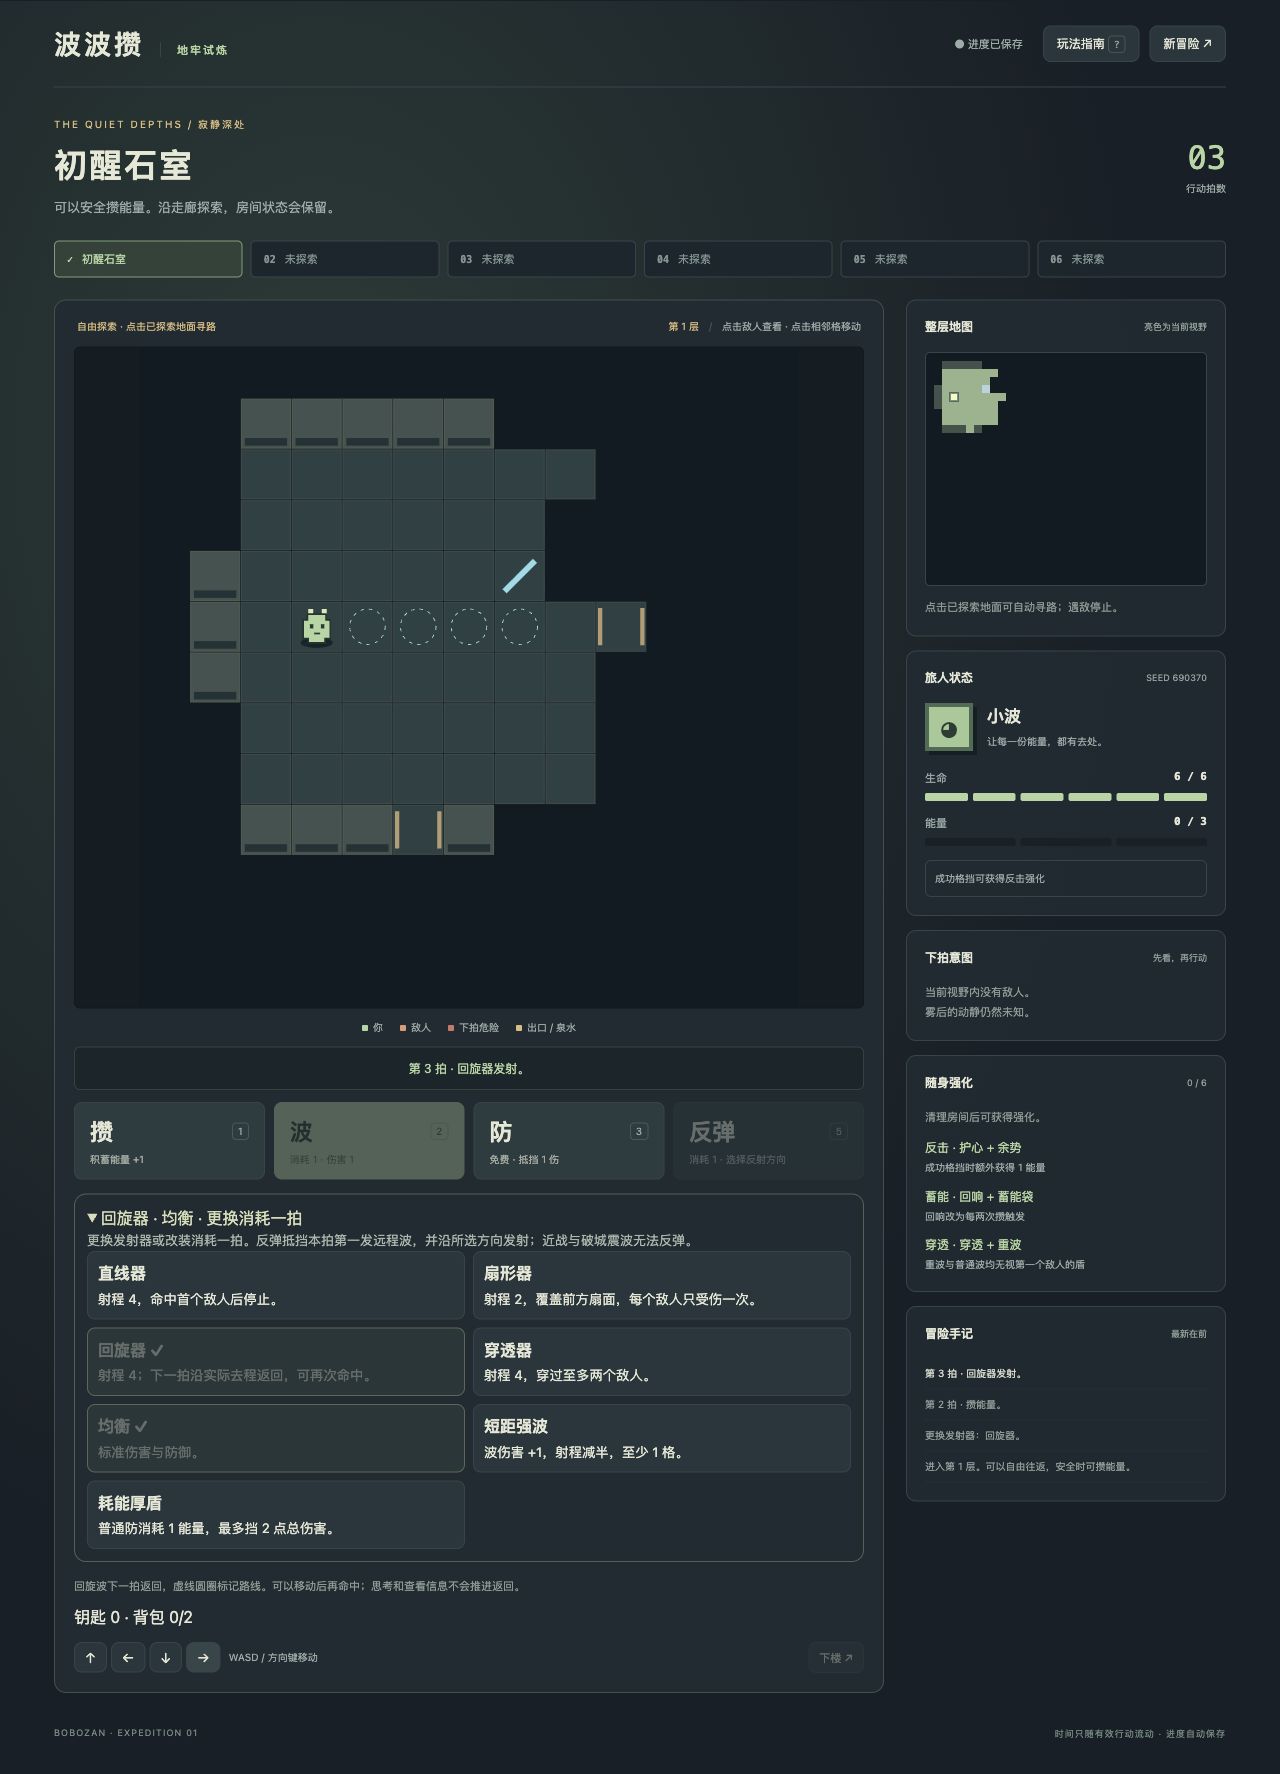 波波攒
地牢试炼
进度已保存
玩法指南 ?
新冒险 ↗
THE QUIET DEPTHS / 寂静深处
初醒石室
可以安全攒能量。沿走廊探索，房间状态会保留。
03
行动拍数
✓ 初醒石室
02 未探索
03 未探索
04 未探索
05 未探索
06 未探索
自由探索 · 点击已探索地面寻路
第 1 层 / 点击敌人查看 · 点击相邻格移动
你
敌人
下拍危险
出口 / 泉水
第 3 拍 · 回旋器发射。
攒 1
积蓄能量 +1
波 2
消耗 1 · 伤害 1
防 3
免费 · 抵挡 1 伤
反弹 5
消耗 1 · 选择反射方向
▼ 回旋器 · 均衡 · 更换消耗一拍
更换发射器或改装消耗一拍。反弹抵挡本拍第一发远程波，并沿所选方向发射；近战与破城震波无法反弹。
直线器
射程 4，命中首个敌人后停止。
扇形器
射程 2，覆盖前方扇面，每个敌人只受伤一次。
回旋器 ✓
射程 4；下一拍沿实际去程返回，可再次命中。
穿透器
射程 4，穿过至多两个敌人。
均衡 ✓
标准伤害与防御。
短距强波
波伤害 +1，射程减半，至少 1 格。
耗能厚盾
普通防消耗 1 能量，最多挡 2 点总伤害。
回旋波下一拍返回，虚线圆圈标记路线。可以移动后再命中；思考和查看信息不会推进返回。
钥匙 0 · 背包 0/2
↑ ← ↓ → WASD / 方向键移动
下楼 ↗
整层地图
亮色为当前视野
点击已探索地面可自动寻路；遇敌停止。
旅人状态
SEED 690370
小波
让每一份能量，都有去处。
生命 6 / 6
能量 0 / 3
成功格挡可获得反击强化
下拍意图
先看，再行动
当前视野内没有敌人。
雾后的动静仍然未知。
随身强化
0 / 6
清理房间后可获得强化。
反击 · 护心 + 余势
成功格挡时额外获得 1 能量
蓄能 · 回响 + 蓄能袋
回响改为每两次攒触发
穿透 · 穿透 + 重波
重波与普通波均无视第一个敌人的盾
冒险手记
最新在前
第 3 拍 · 回旋器发射。
第 2 拍 · 攒能量。
更换发射器：回旋器。
进入第 1 层。可以自由往返，安全时可攒能量。
BOBOZAN · EXPEDITION 01
时间只随有效行动流动 · 进度自动保存